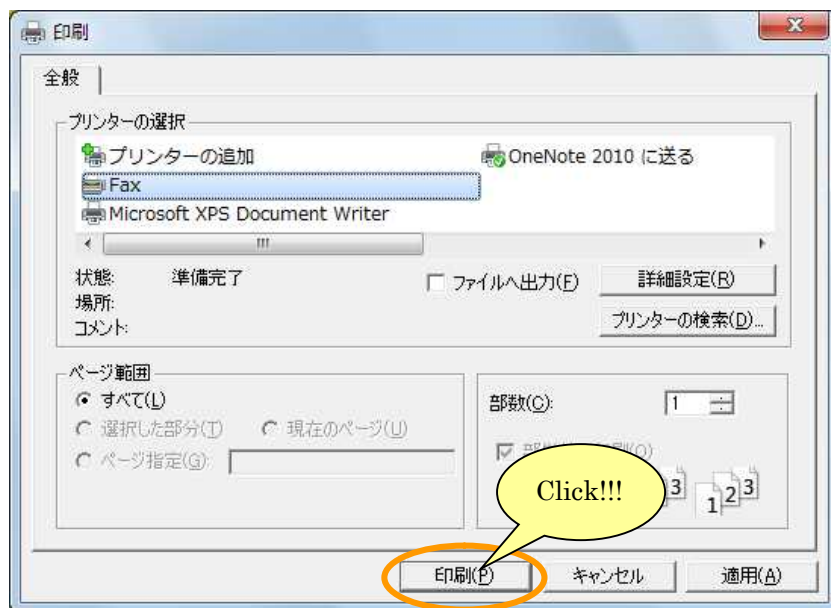 印刷
全般
プリンターの選択
プリンターの追加
OneNote 2010 に送る
Fax
Microsoft XPS Document Writer
状態: 準備完了
ファイルへ出力(F)
詳細設定(R)
場所:
プリンターの検索(D)...
コメント:
ページ範囲
すべて(L)
部数(C): 1
選択した部分(T)
現在のページ(U)
ページ指定(G):
Click!!!
3
1 2 3
印刷(P)
キャンセル
適用(A)